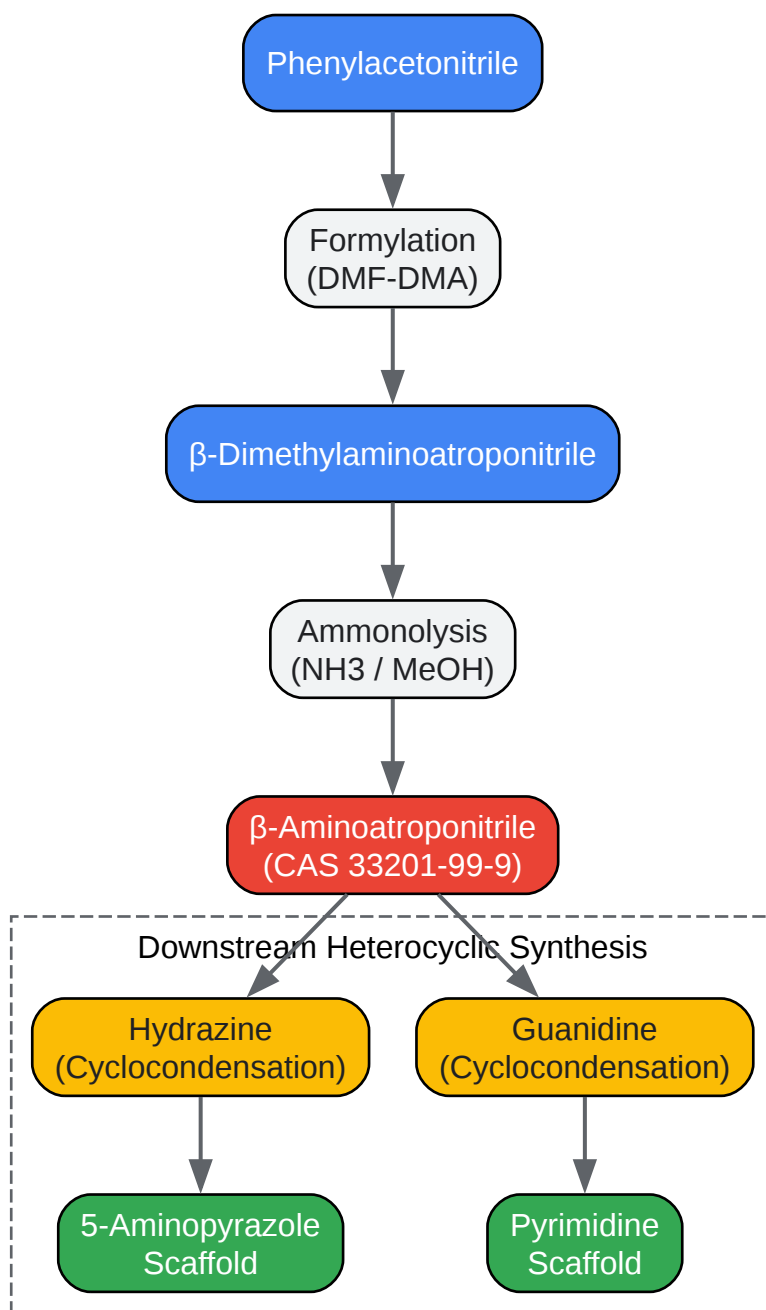 Phenylacetonitrile
Formylation
(DMF-DMA)
β-Dimethylaminoatroponitrile
Ammonolysis
(NH3 / MeOH)
β-Aminoatroponitrile
(CAS 33201-99-9)
Downstream Heterocyclic Synthesis
Hydrazine
(Cyclocondensation)
Guanidine
(Cyclocondensation)
5-Aminopyrazole
Scaffold
Pyrimidine
Scaffold